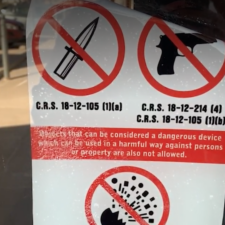 C.R.S. 18-12-105 (1)(a)
C.R.S. 18-12-214 (4)
C.R.S. 18-12-105 (1)(b)
Objects that can be considered a dangerous device
which can be used in a harmful way against persons
or property are also not allowed.